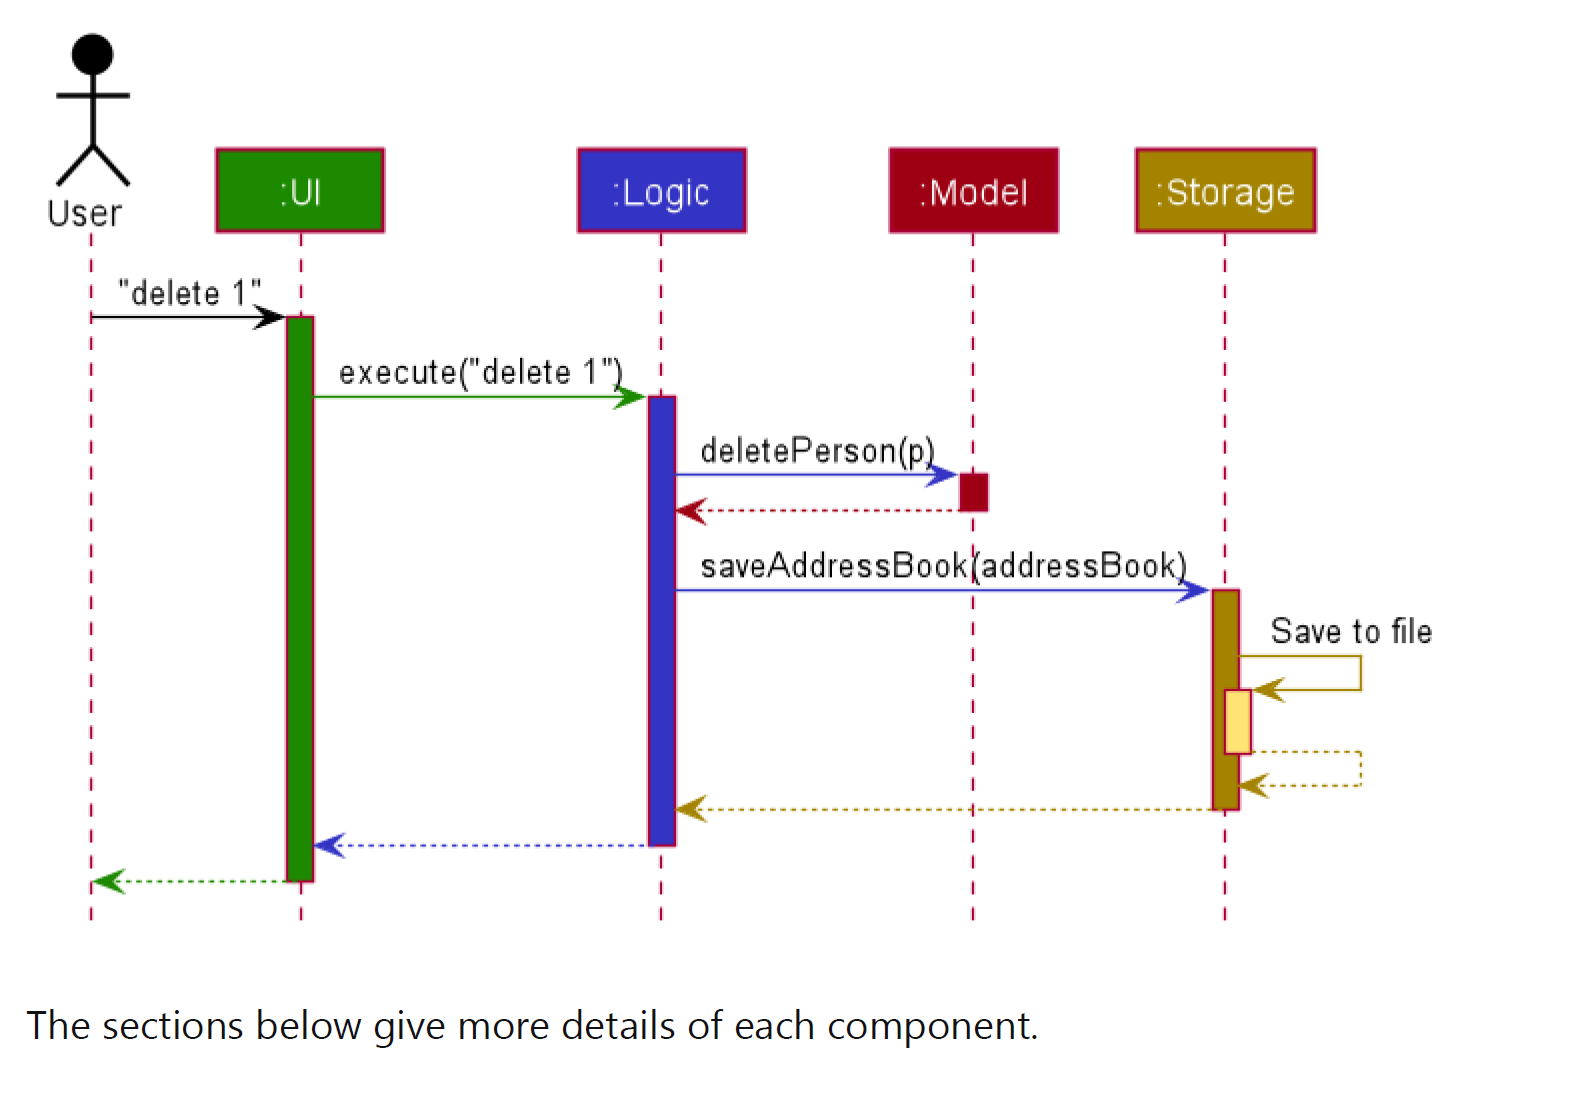 User
:UI
:Logic
:Model
:Storage
"delete 1"
execute("delete 1")
deletePerson(p)
saveAddressBook(addressBook)
Save to file
The sections below give more details of each component.